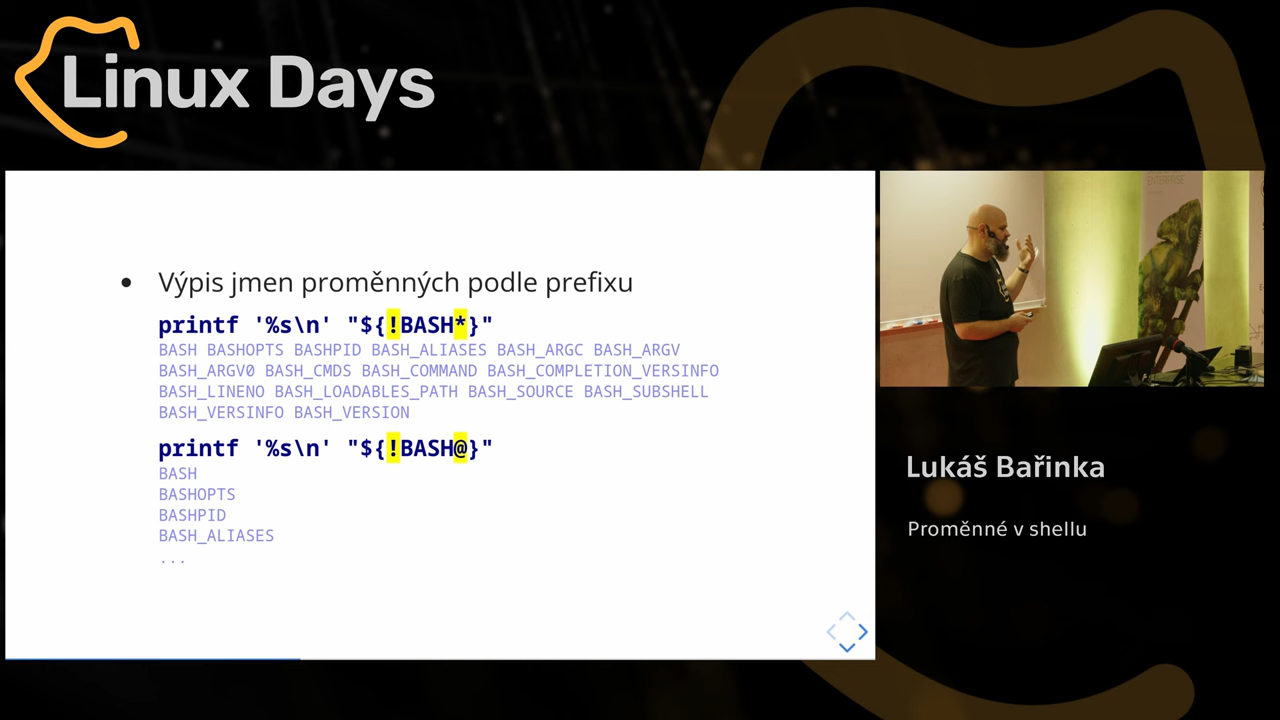 Linux Days
• Výpis jmen proměnných podle prefixu
printf '%s\n' "${!BASH*}"
BASH BASHOPTS BASHPID BASH_ALIASES BASH_ARGC BASH_ARGV
BASH_ARGV0 BASH_CMDS BASH_COMMAND BASH_COMPLETION_VERSINFO
BASH_LINENO BASH_LOADABLES_PATH BASH_SOURCE BASH_SUBSHELL
BASH_VERSINFO BASH_VERSION
printf '%s\n' "${!BASH@}"
BASH
BASHOPTS
BASHPID
BASH_ALIASES
...
Lukáš Bařinka
Proměnné v shellu